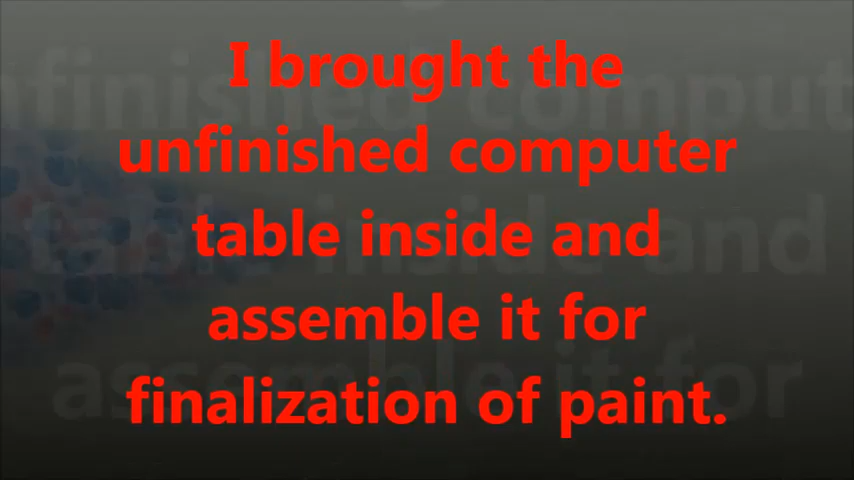 I brought the
unfinished computer
table inside and
assemble it for
finalization of paint.